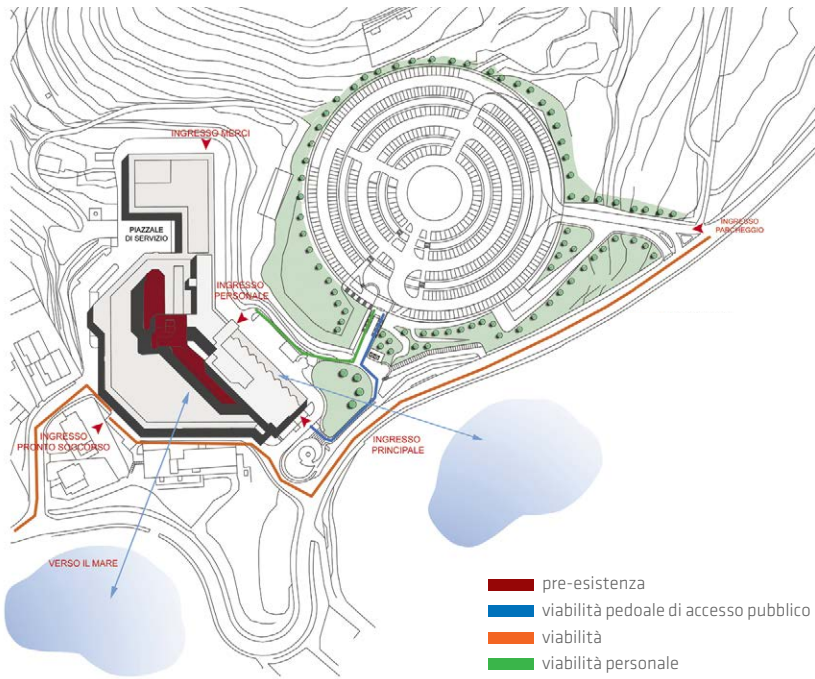 INGRESSO MERCI
PIAZZALE
DI SERVIZIO
INGRESSO
PARCHEGGIO
INGRESSO
PERSONALE
INGRESSO
PRONTO SOCCORSO
INGRESSO
PRINCIPALE
VERSO IL MARE
pre-esistenza
viabilità pedoale di accesso pubblico
viabilità
viabilità personale